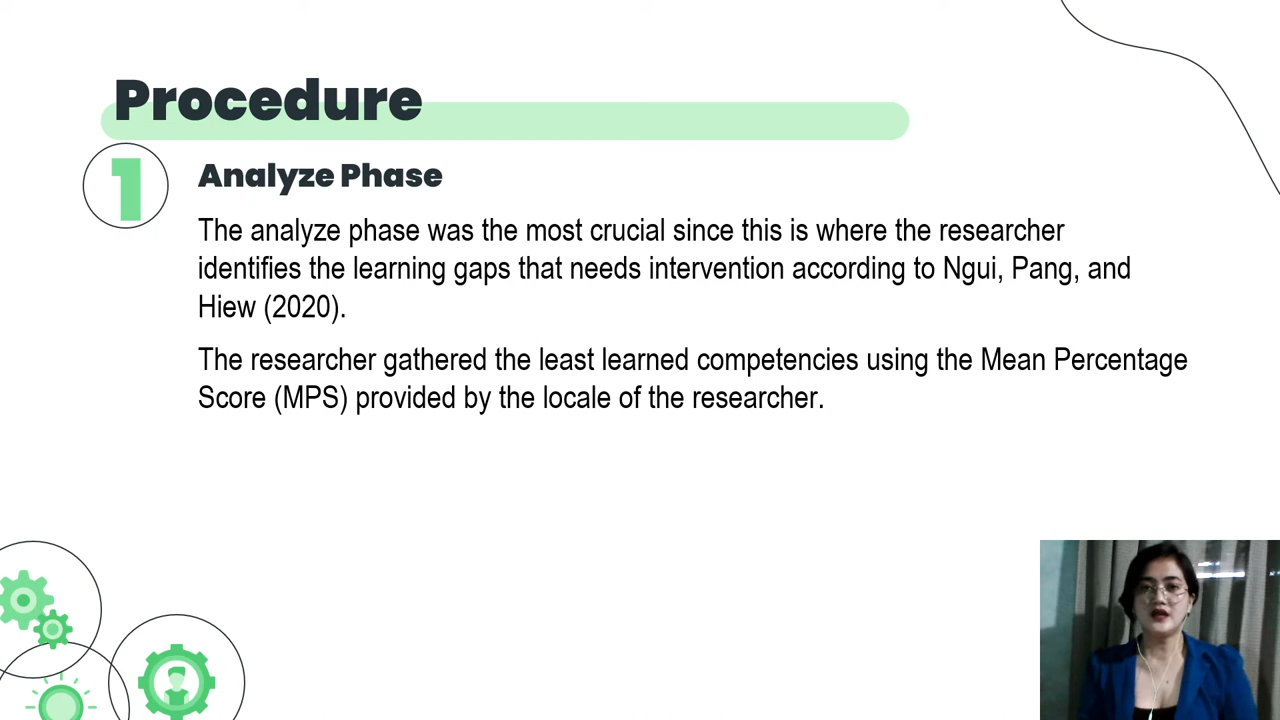 Procedure
1
Analyze Phase
The analyze phase was the most crucial since this is where the researcher
identifies the learning gaps that needs intervention according to Ngui, Pang, and
Hiew (2020).
The researcher gathered the least learned competencies using the Mean Percentage
Score (MPS) provided by the locale of the researcher.